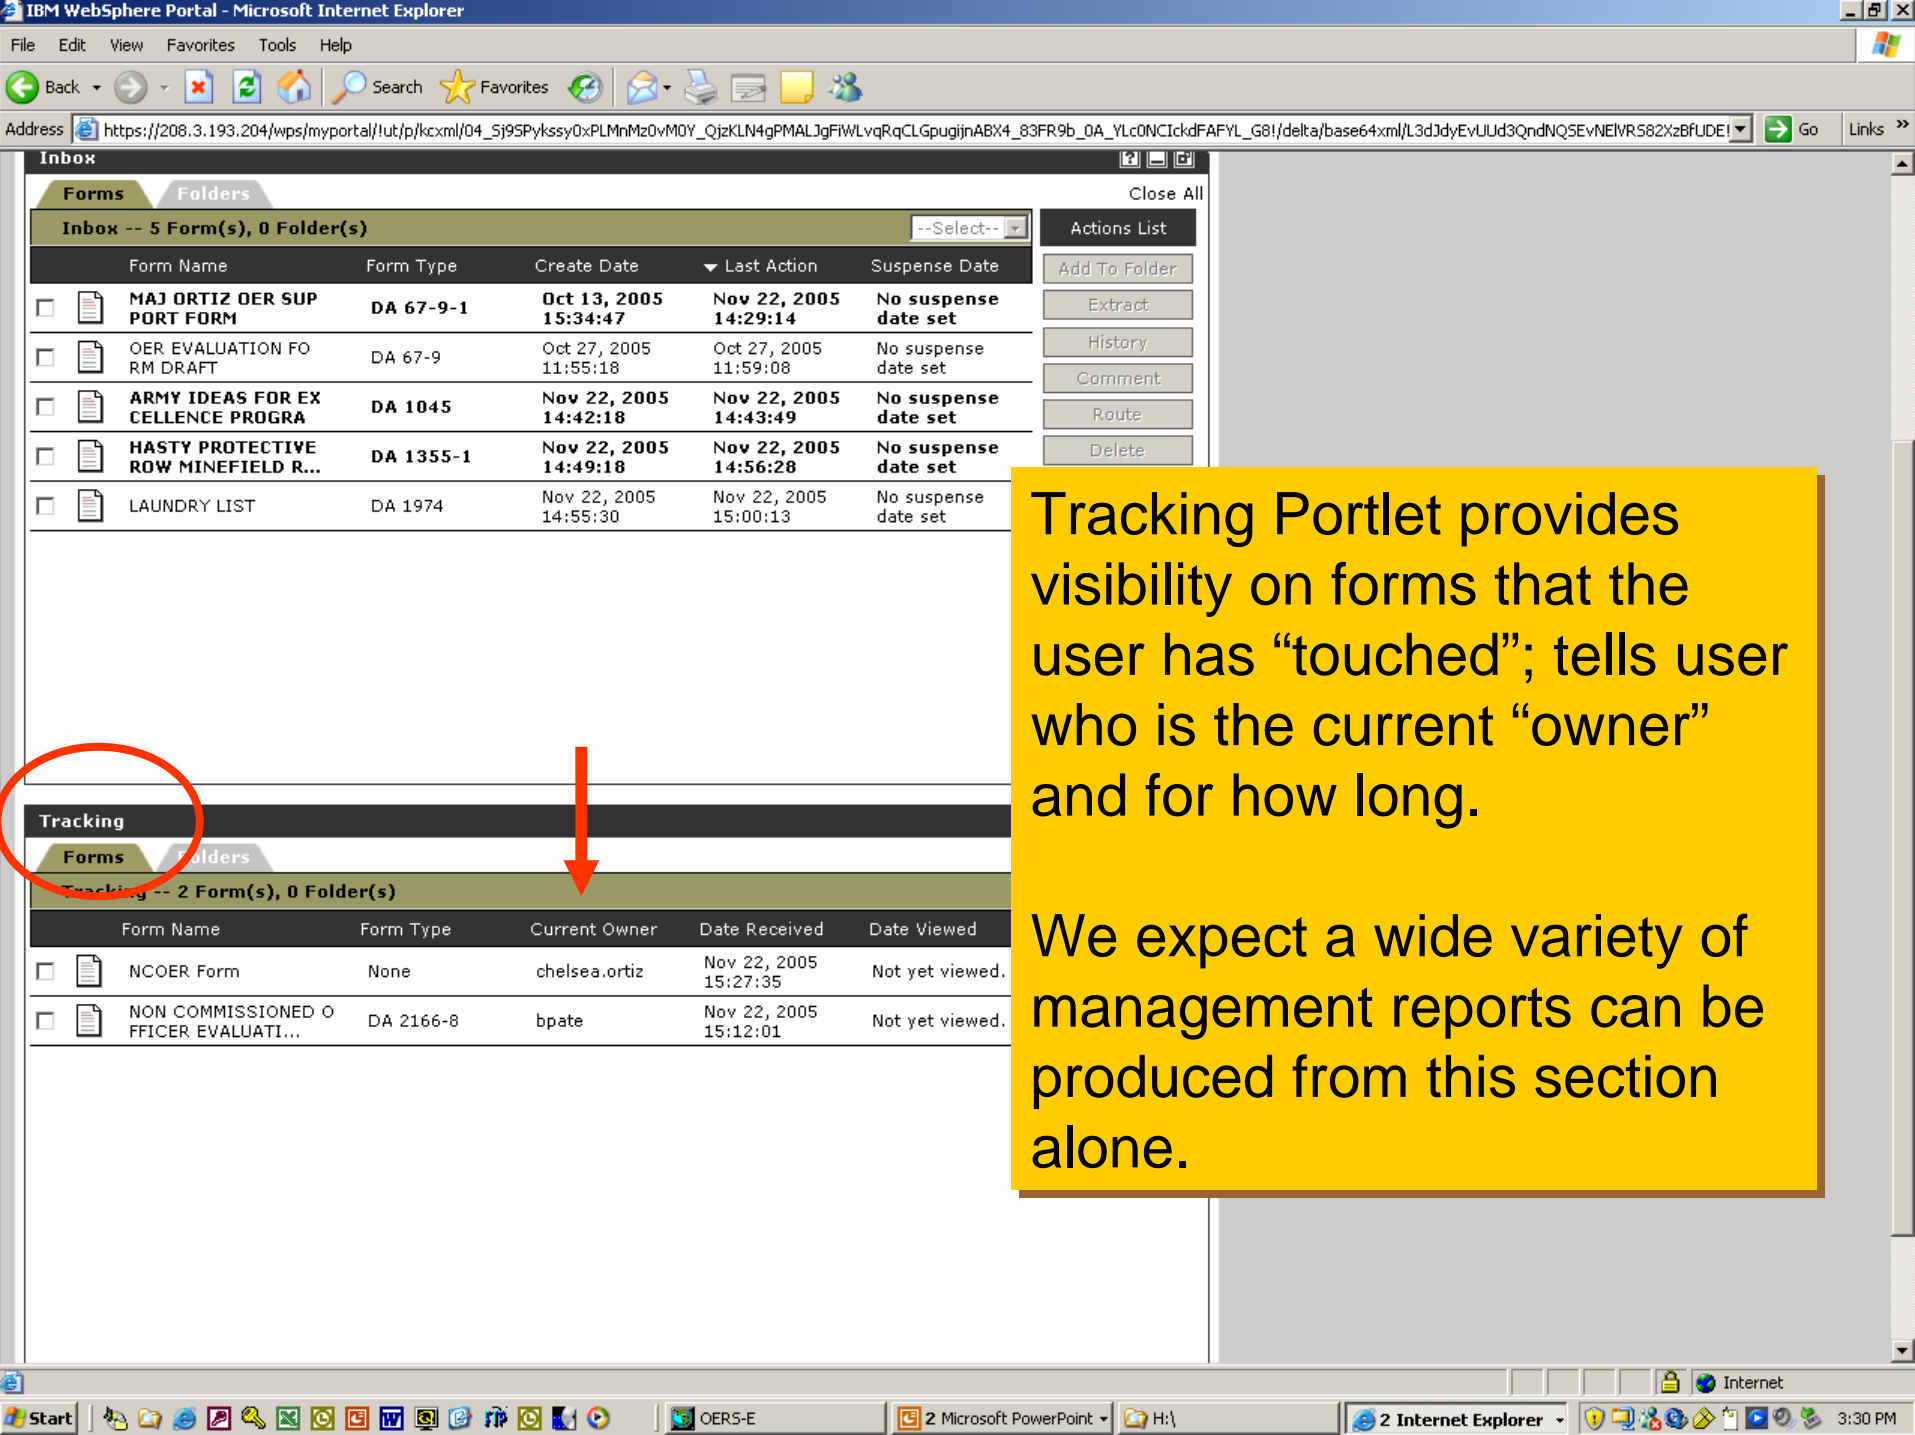 IBM WebSphere Portal - Microsoft Internet Explorer
File Edit View Favorites Tools Help
Back Search Favorites
Address https://208.3.193.204/wps/myportal/!ut/p/kcxml/04_Sj9SPykssy0xPLMnMz0vM0Y_QjzKLN4gPMALJgFiWLvqRqCLGpugijnABX4_83FR9b_0A_YLc0NCIckdFAFYL_G8!/delta/base64xml/L3dJdyEvUUd3QndNQSEvNElVRS82XzBfUDE! Go Links »
Inbox
Forms Folders Close All
Inbox -- 5 Form(s), 0 Folder(s) --Select-- Actions List
Form Name Form Type Create Date Last Action Suspense Date Add To Folder
MAJ ORTIZ OER SUP Oct 13, 2005 Nov 22, 2005 No suspense
PORT FORM DA 67-9-1 15:34:47 14:29:14 date set Extract
OER EVALUATION FO Oct 27, 2005 Oct 27, 2005 No suspense History
RM DRAFT DA 67-9 11:55:18 11:59:08 date set Comment
ARMY IDEAS FOR EX Nov 22, 2005 Nov 22, 2005 No suspense
CELLENCE PROGRA DA 1045 14:42:18 14:43:49 date set Route
HASTY PROTECTIVE Nov 22, 2005 Nov 22, 2005 No suspense Delete
ROW MINEFIELD R... DA 1355-1 14:49:18 14:56:28 date set
LAUNDRY LIST DA 1974 Nov 22, 2005 Nov 22, 2005 No suspense
14:55:30 15:00:13 date set
Tracking Portlet provides
visibility on forms that the
user has “touched”; tells user
who is the current “owner”
and for how long.
We expect a wide variety of
management reports can be
produced from this section
alone.
Tracking
Forms Folders
Tracking -- 2 Form(s), 0 Folder(s)
Form Name Form Type Current Owner Date Received Date Viewed
NCOER Form None chelsea.ortiz Nov 22, 2005 Not yet viewed.
15:27:35
NON COMMISSIONED O Nov 22, 2005
FFICER EVALUATI... DA 2166-8 bpate 15:12:01 Not yet viewed.
Internet
Start OERS-E 2 Microsoft PowerPoint H:\ 2 Internet Explorer 3:30 PM